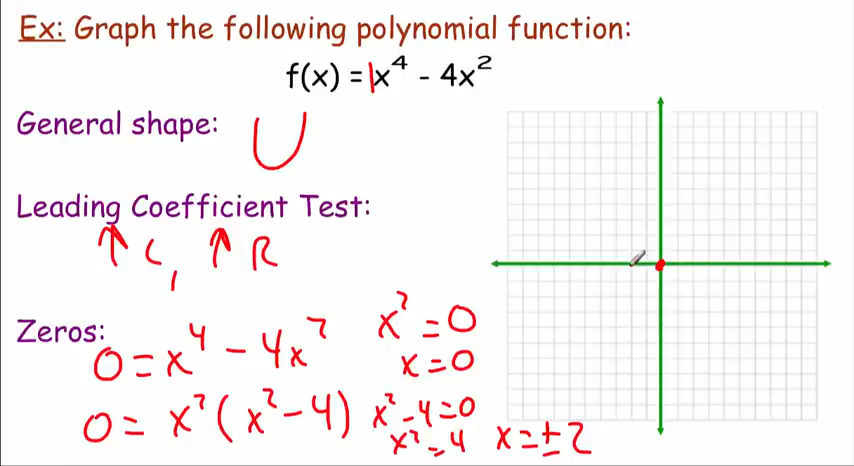 Ex: Graph the following polynomial function:
f(x) = 1x⁴ - 4x²
General shape:
Leading Coefficient Test:
↑ L, ↑ R
Zeros:
0 = x⁴ - 4x²
0 = x²(x² - 4)
x² = 0
x = 0
x² - 4 = 0
x² = 4
x = ±2